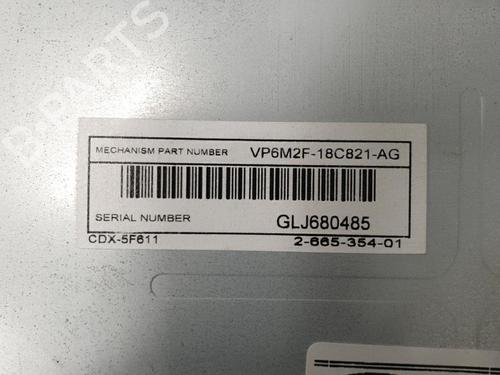 B-PARTS
MECHANISM PART NUMBER VP6M2F-18C821-AG
SERIAL NUMBER GLJ680485
CDX-5F611 2-665-354-01